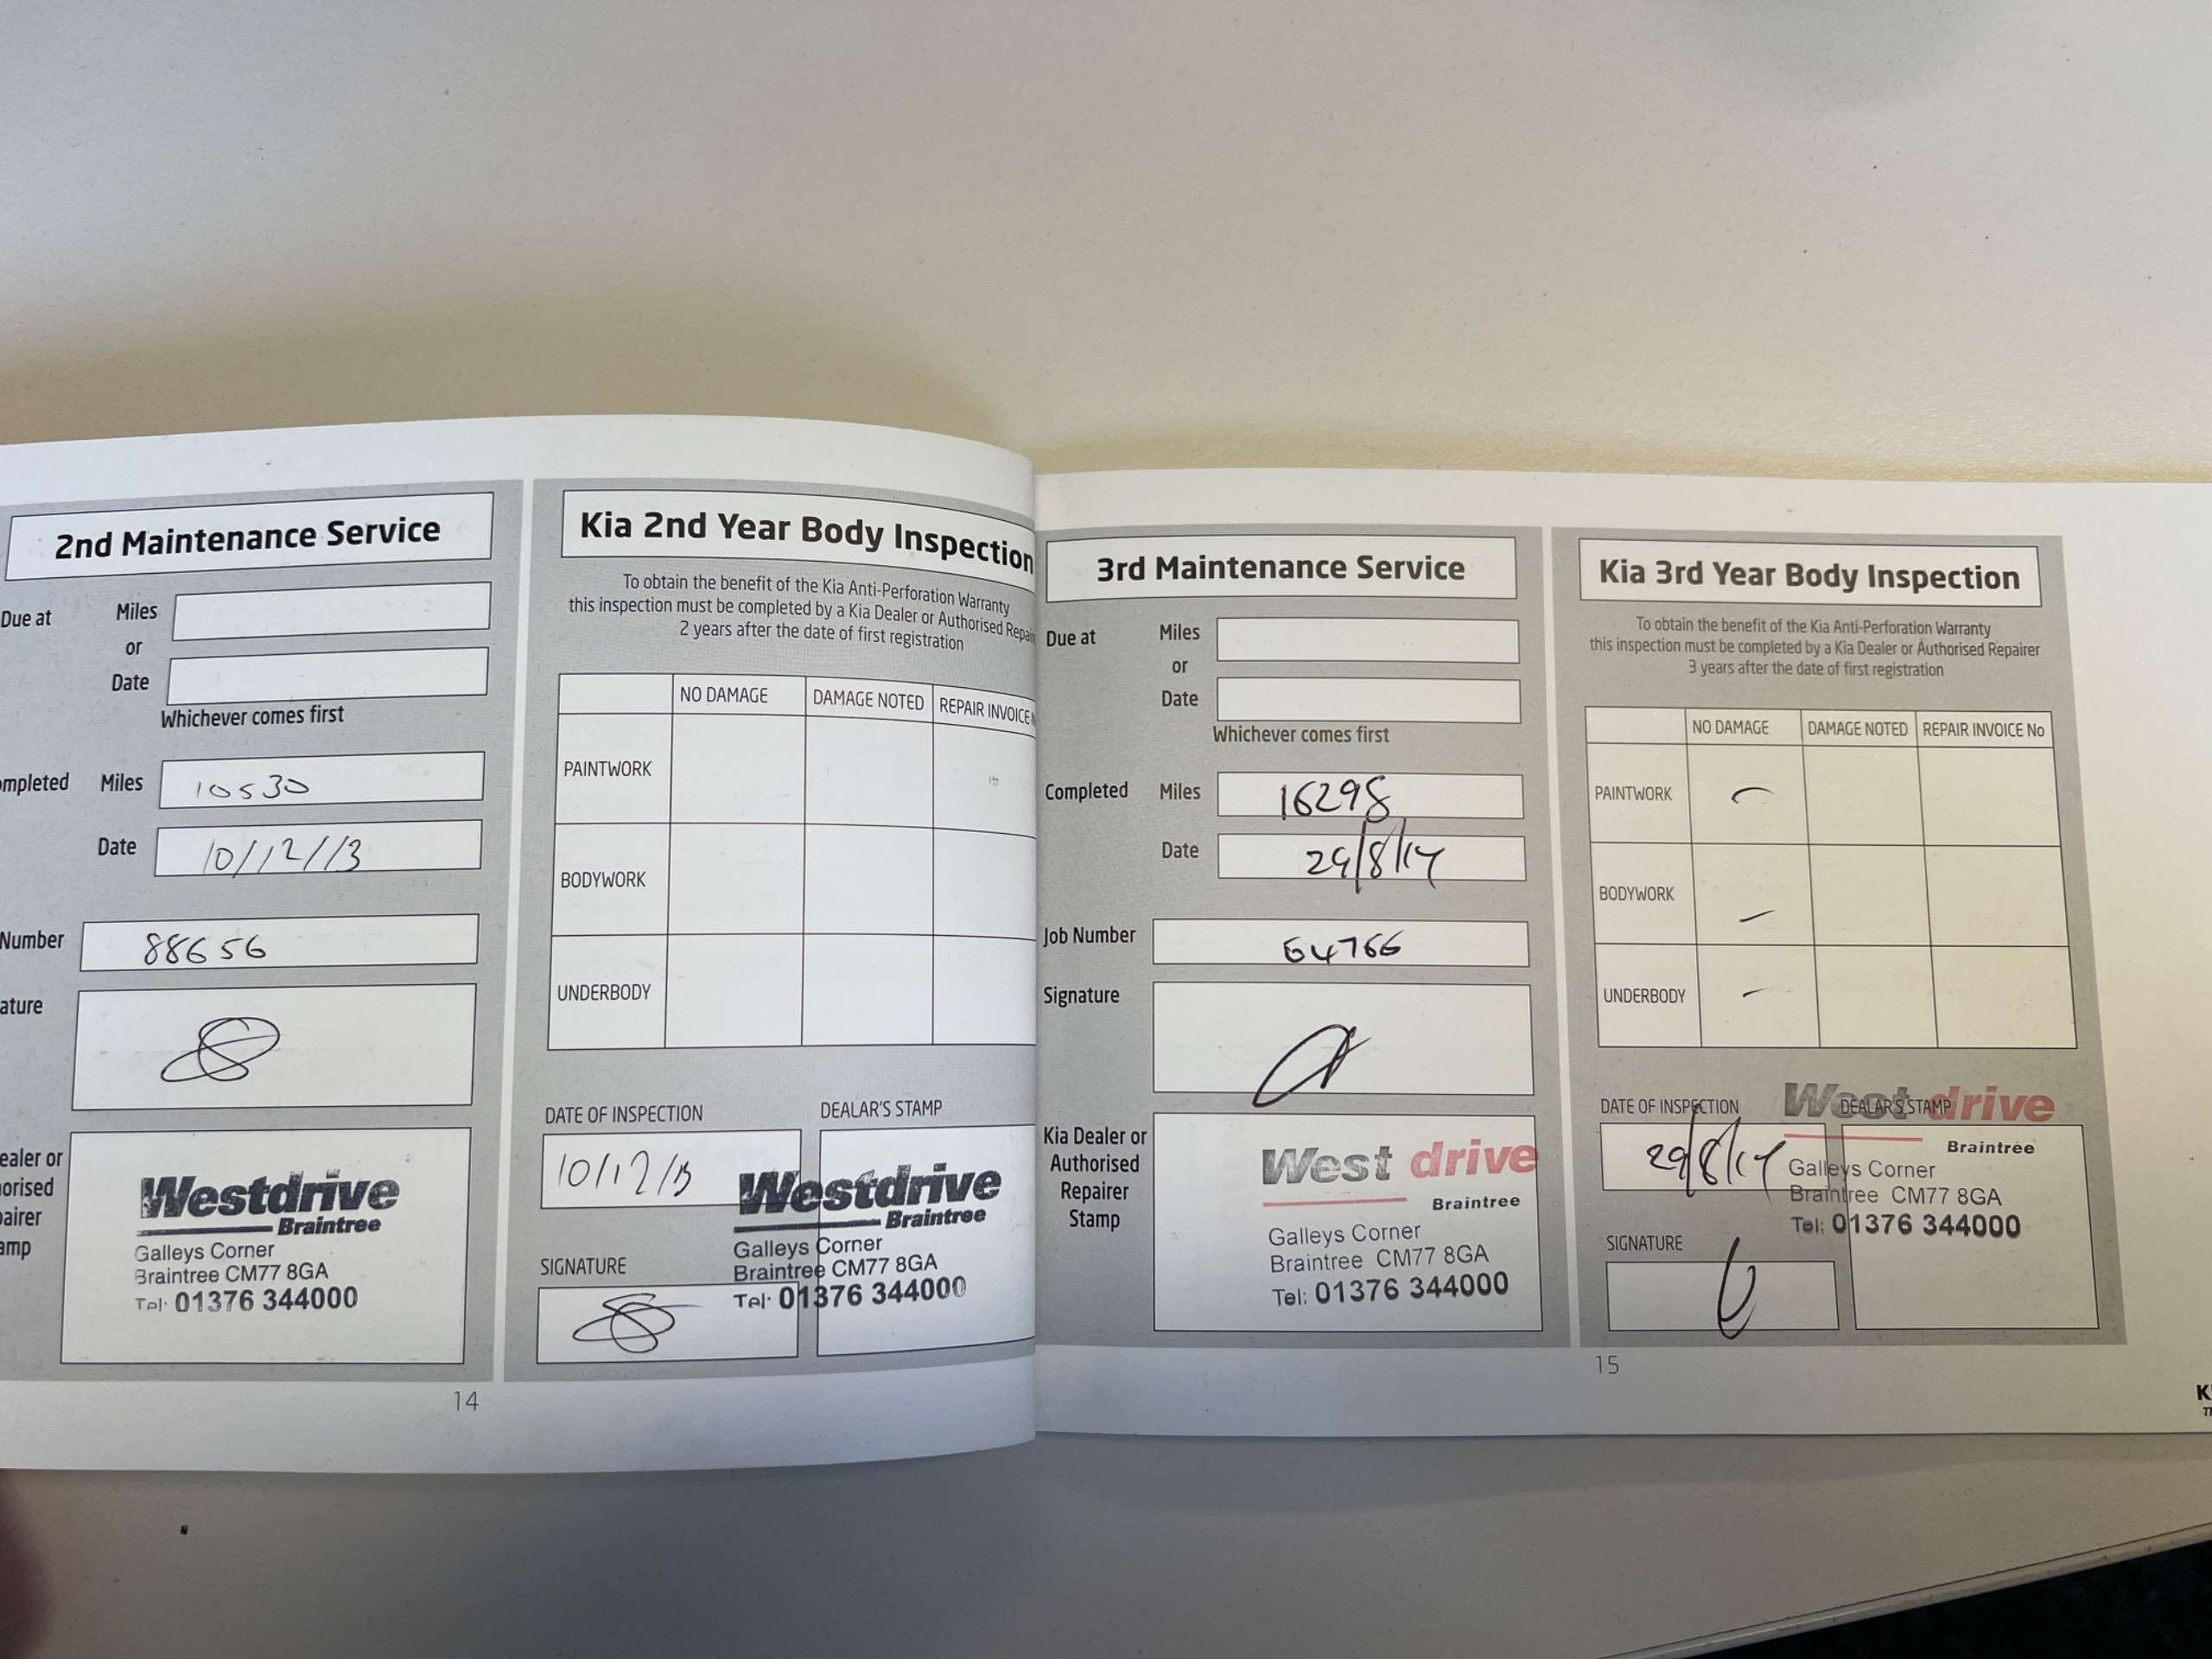 2nd Maintenance Service
Due at Miles
or
Date
Whichever comes first
ompleted Miles 10530
Date 10/12/13
Number 88656
ature
ealer or
orised
pairer
amp
Westdrive
Braintree
Galleys Corner
Braintree CM77 8GA
Tel: 01376 344000
14
Kia 2nd Year Body Inspection
To obtain the benefit of the Kia Anti-Perforation Warranty
this inspection must be completed by a Kia Dealer or Authorised Repai
2 years after the date of first registration
NO DAMAGE DAMAGE NOTED REPAIR INVOICE N
PAINTWORK
BODYWORK
UNDERBODY
DATE OF INSPECTION DEALAR'S STAMP
10/12/13
Westdrive
Braintree
Galleys Corner
Braintree CM77 8GA
Tel: 01376 344000
SIGNATURE
3rd Maintenance Service
Due at Miles
or
Date
Whichever comes first
Completed Miles 16298
Date 29/8/14
Job Number 64766
Signature
Kia Dealer or
Authorised
Repairer
Stamp
West drive
Braintree
Galleys Corner
Braintree CM77 8GA
Tel: 01376 344000
Kia 3rd Year Body Inspection
To obtain the benefit of the Kia Anti-Perforation Warranty
this inspection must be completed by a Kia Dealer or Authorised Repairer
3 years after the date of first registration
NO DAMAGE DAMAGE NOTED REPAIR INVOICE No
PAINTWORK
BODYWORK
UNDERBODY
DATE OF INSPECTION DEALAR'S STAMP
29/8/14
West drive
Braintree
Galleys Corner
Braintree CM77 8GA
Tel: 01376 344000
SIGNATURE
15